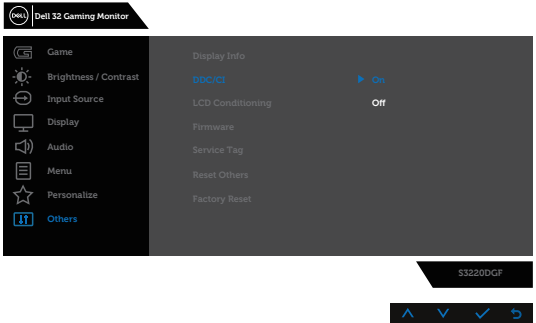 DELL
Dell 32 Gaming Monitor
Game
Brightness / Contrast
Input Source
Display
Audio
Menu
Personalize
Others
Display Info
DDC/CI
On
LCD Conditioning
Off
Firmware
Service Tag
Reset Others
Factory Reset
S3220DGF